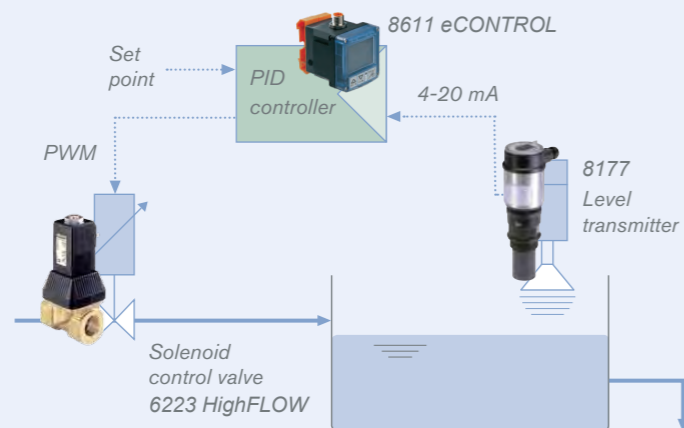 8611 eCONTROL
Set
point
PID
controller
4-20 mA
PWM
8177
Level
transmitter
Solenoid
control valve
6223 HighFLOW